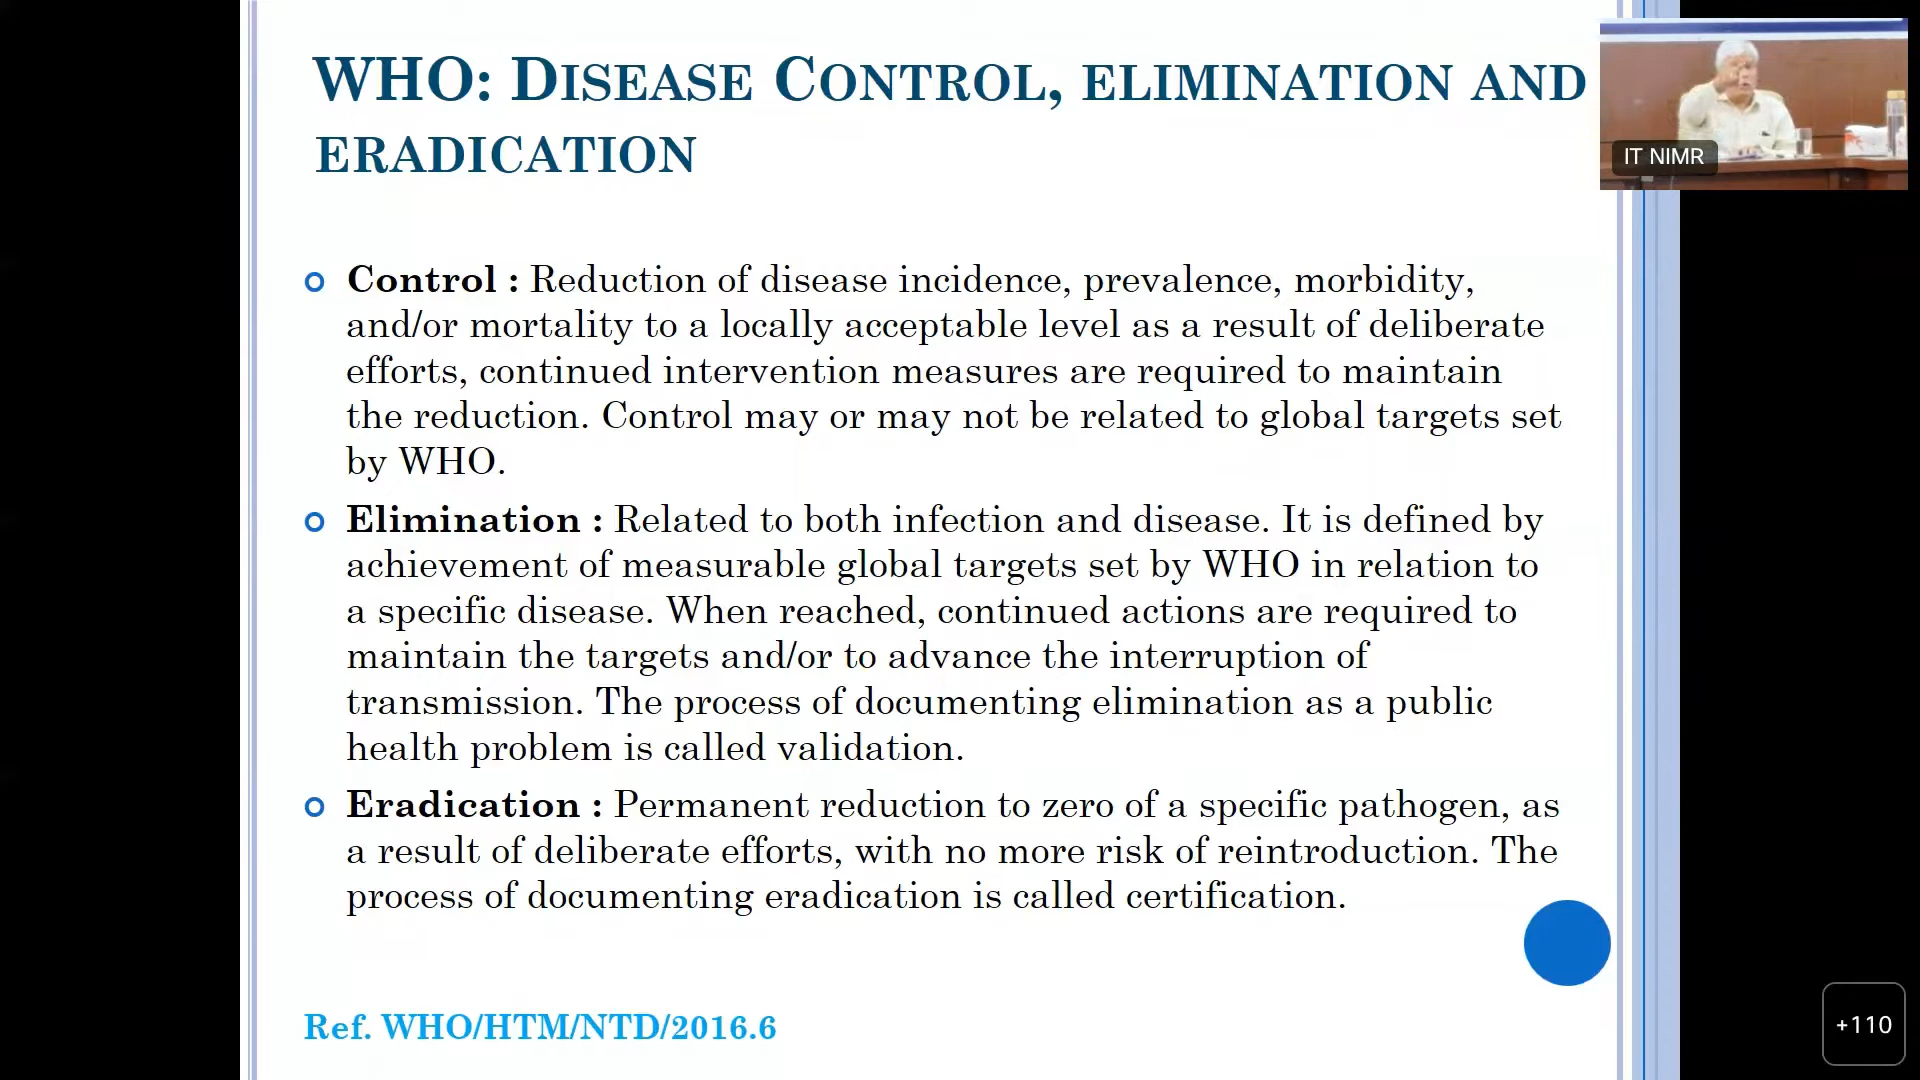 WHO: DISEASE CONTROL, ELIMINATION AND
ERADICATION
IT NIMR
Control : Reduction of disease incidence, prevalence, morbidity,
and/or mortality to a locally acceptable level as a result of deliberate
efforts, continued intervention measures are required to maintain
the reduction. Control may or may not be related to global targets set
by WHO.
Elimination : Related to both infection and disease. It is defined by
achievement of measurable global targets set by WHO in relation to
a specific disease. When reached, continued actions are required to
maintain the targets and/or to advance the interruption of
transmission. The process of documenting elimination as a public
health problem is called validation.
Eradication : Permanent reduction to zero of a specific pathogen, as
a result of deliberate efforts, with no more risk of reintroduction. The
process of documenting eradication is called certification.
Ref. WHO/HTM/NTD/2016.6
+110